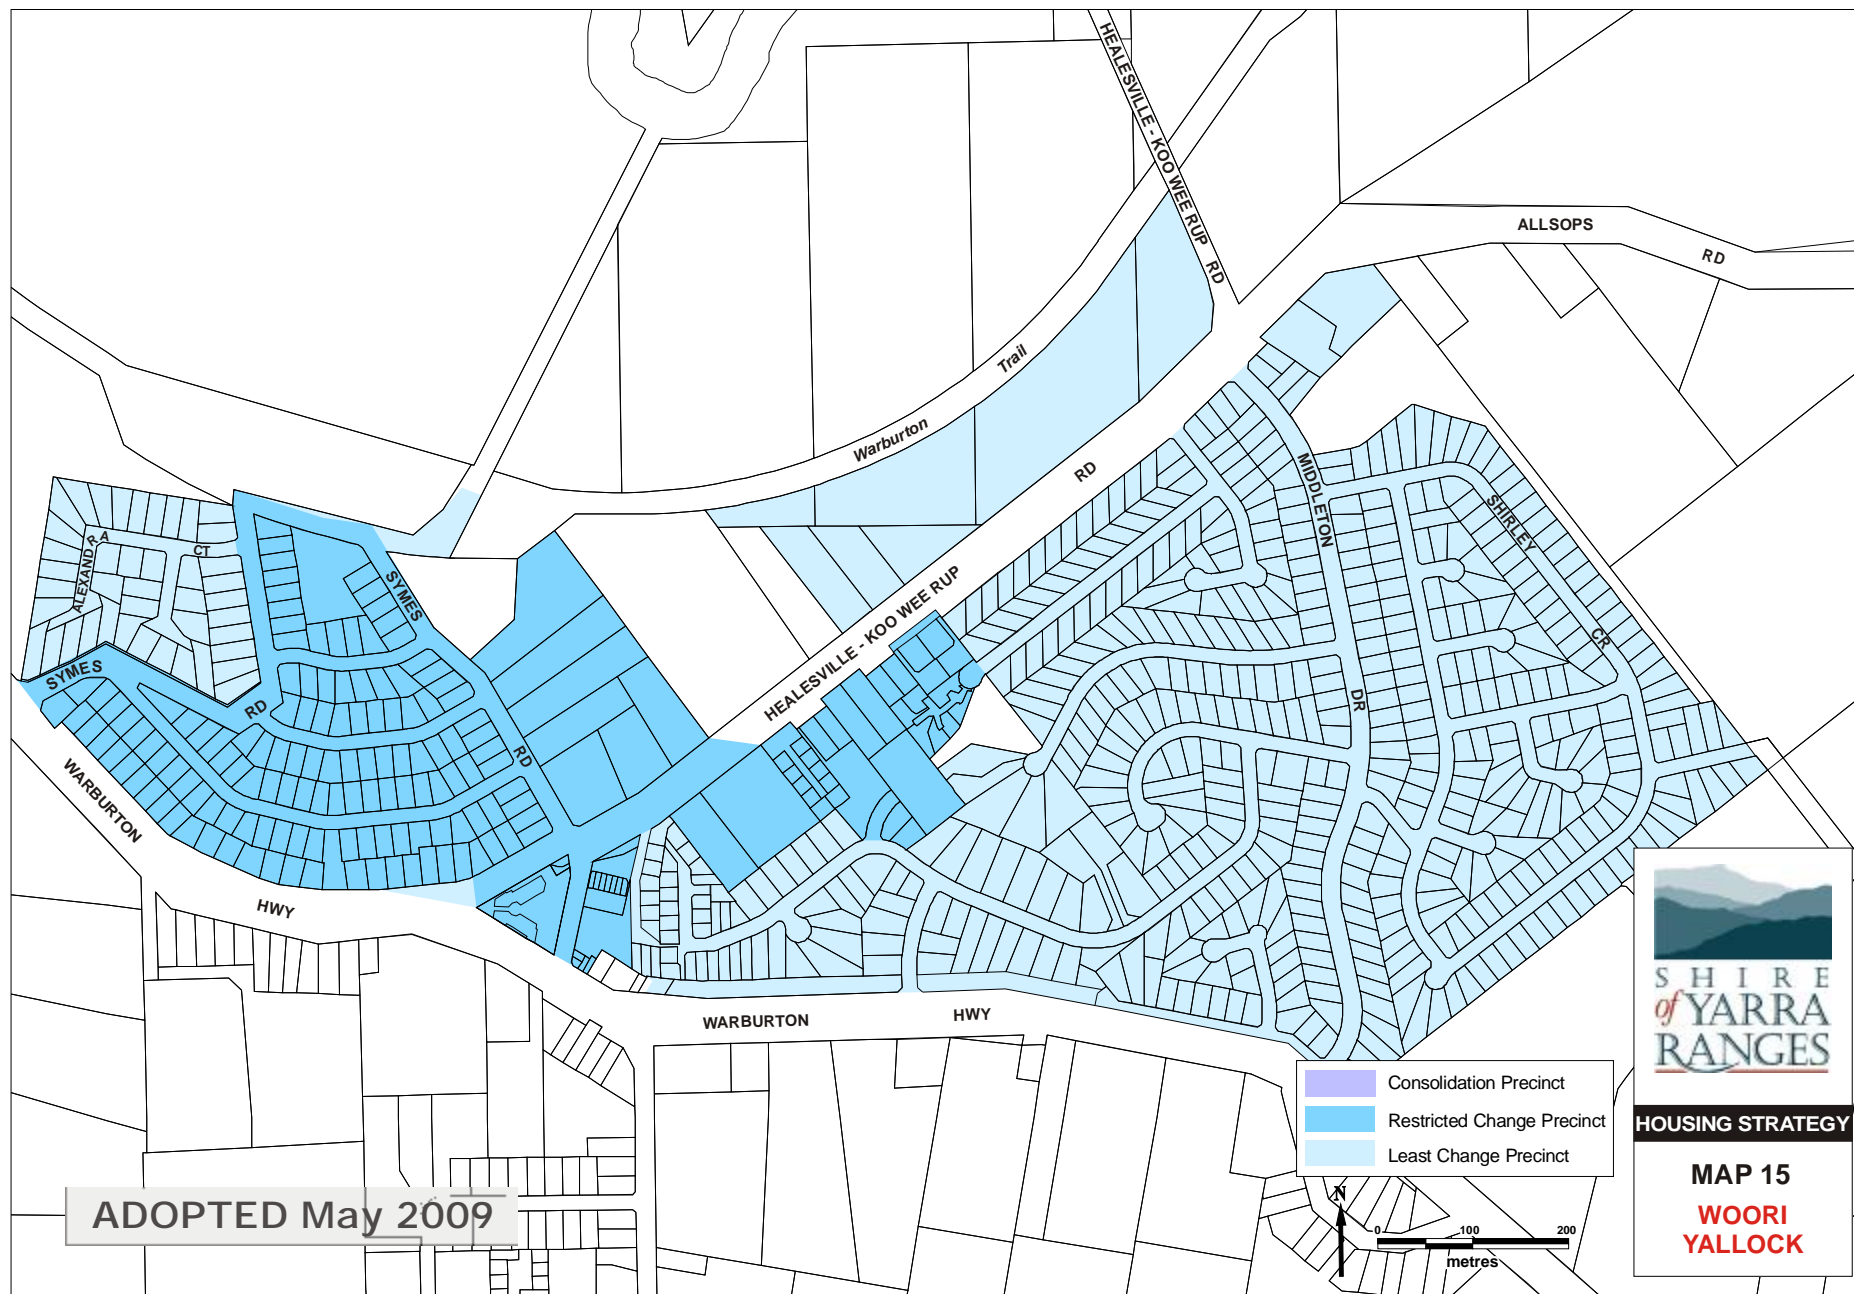 HEALESVILLE - KOO WEE RUP RD
ALLSOPS
RD
Warburton
Trail
RD
HEALESVILLE - KOO WEE RUP
MIDDLETON
DR
SHIRLEY
CR
ALEXANDRA
CT
SYMES
SYMES
RD
RD
WARBURTON
HWY
WARBURTON
HWY
Consolidation Precinct
Restricted Change Precinct
Least Change Precinct
SHIRE
of YARRA
RANGES
HOUSING STRATEGY
MAP 15
WOORI
YALLOCK
ADOPTED May 2009
N
0 100 200
metres